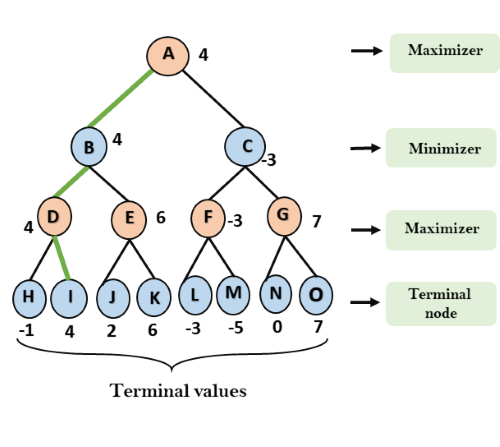 A 4 Maximizer
B 4 C -3 Minimizer
4 D E 6 F -3 G 7 Maximizer
H I J K L M N O Terminal
node
-1 4 2 6 -3 -5 0 7
Terminal values